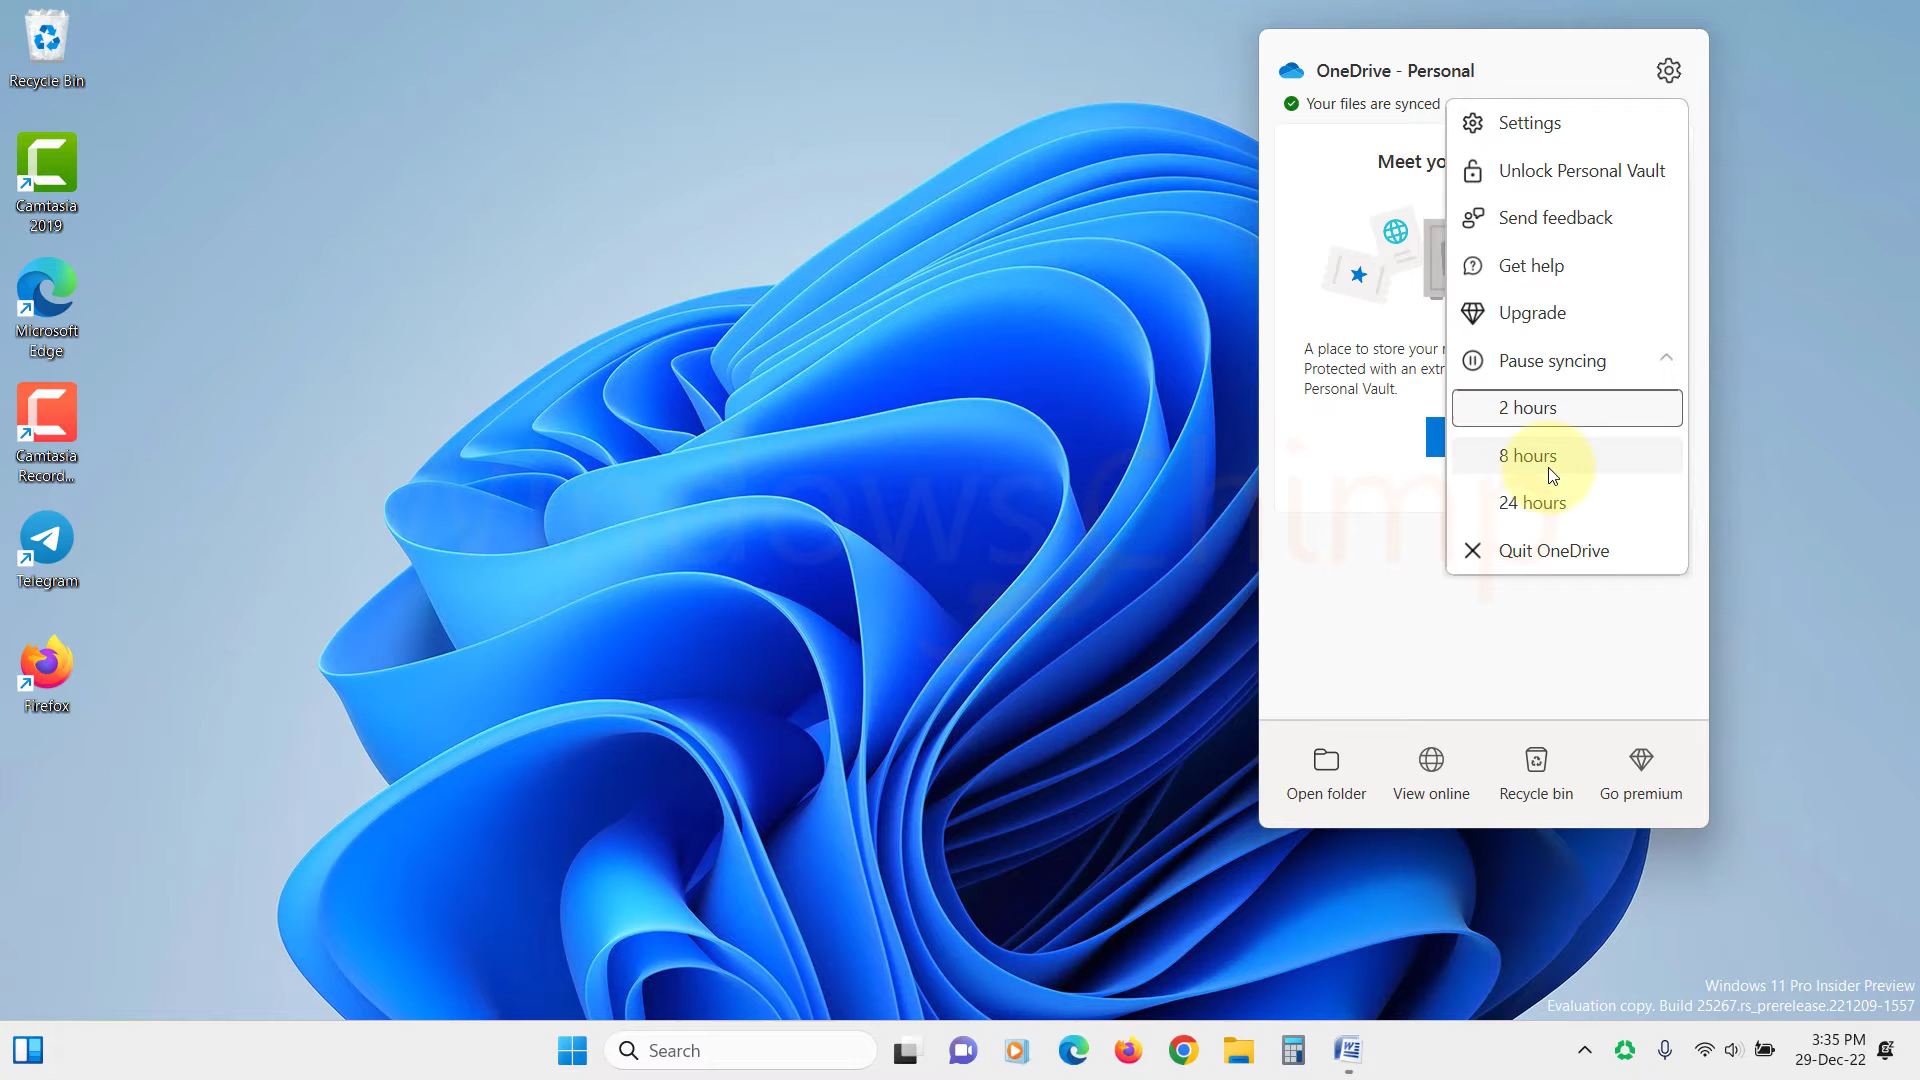 Recycle Bin
Camtasia
2019
Microsoft
Edge
Camtasia
Record...
Telegram
Firefox
OneDrive - Personal
Your files are synced
Meet yo
A place to store your
Protected with an ext
Personal Vault.
Settings
Unlock Personal Vault
Send feedback
Get help
Upgrade
Pause syncing
2 hours
8 hours
24 hours
Quit OneDrive
Open folder
View online
Recycle bin
Go premium
Windows 11 Pro Insider Preview
Evaluation copy. Build 25267.rs_prerelease.221209-1557
Search
3:35 PM
29-Dec-22